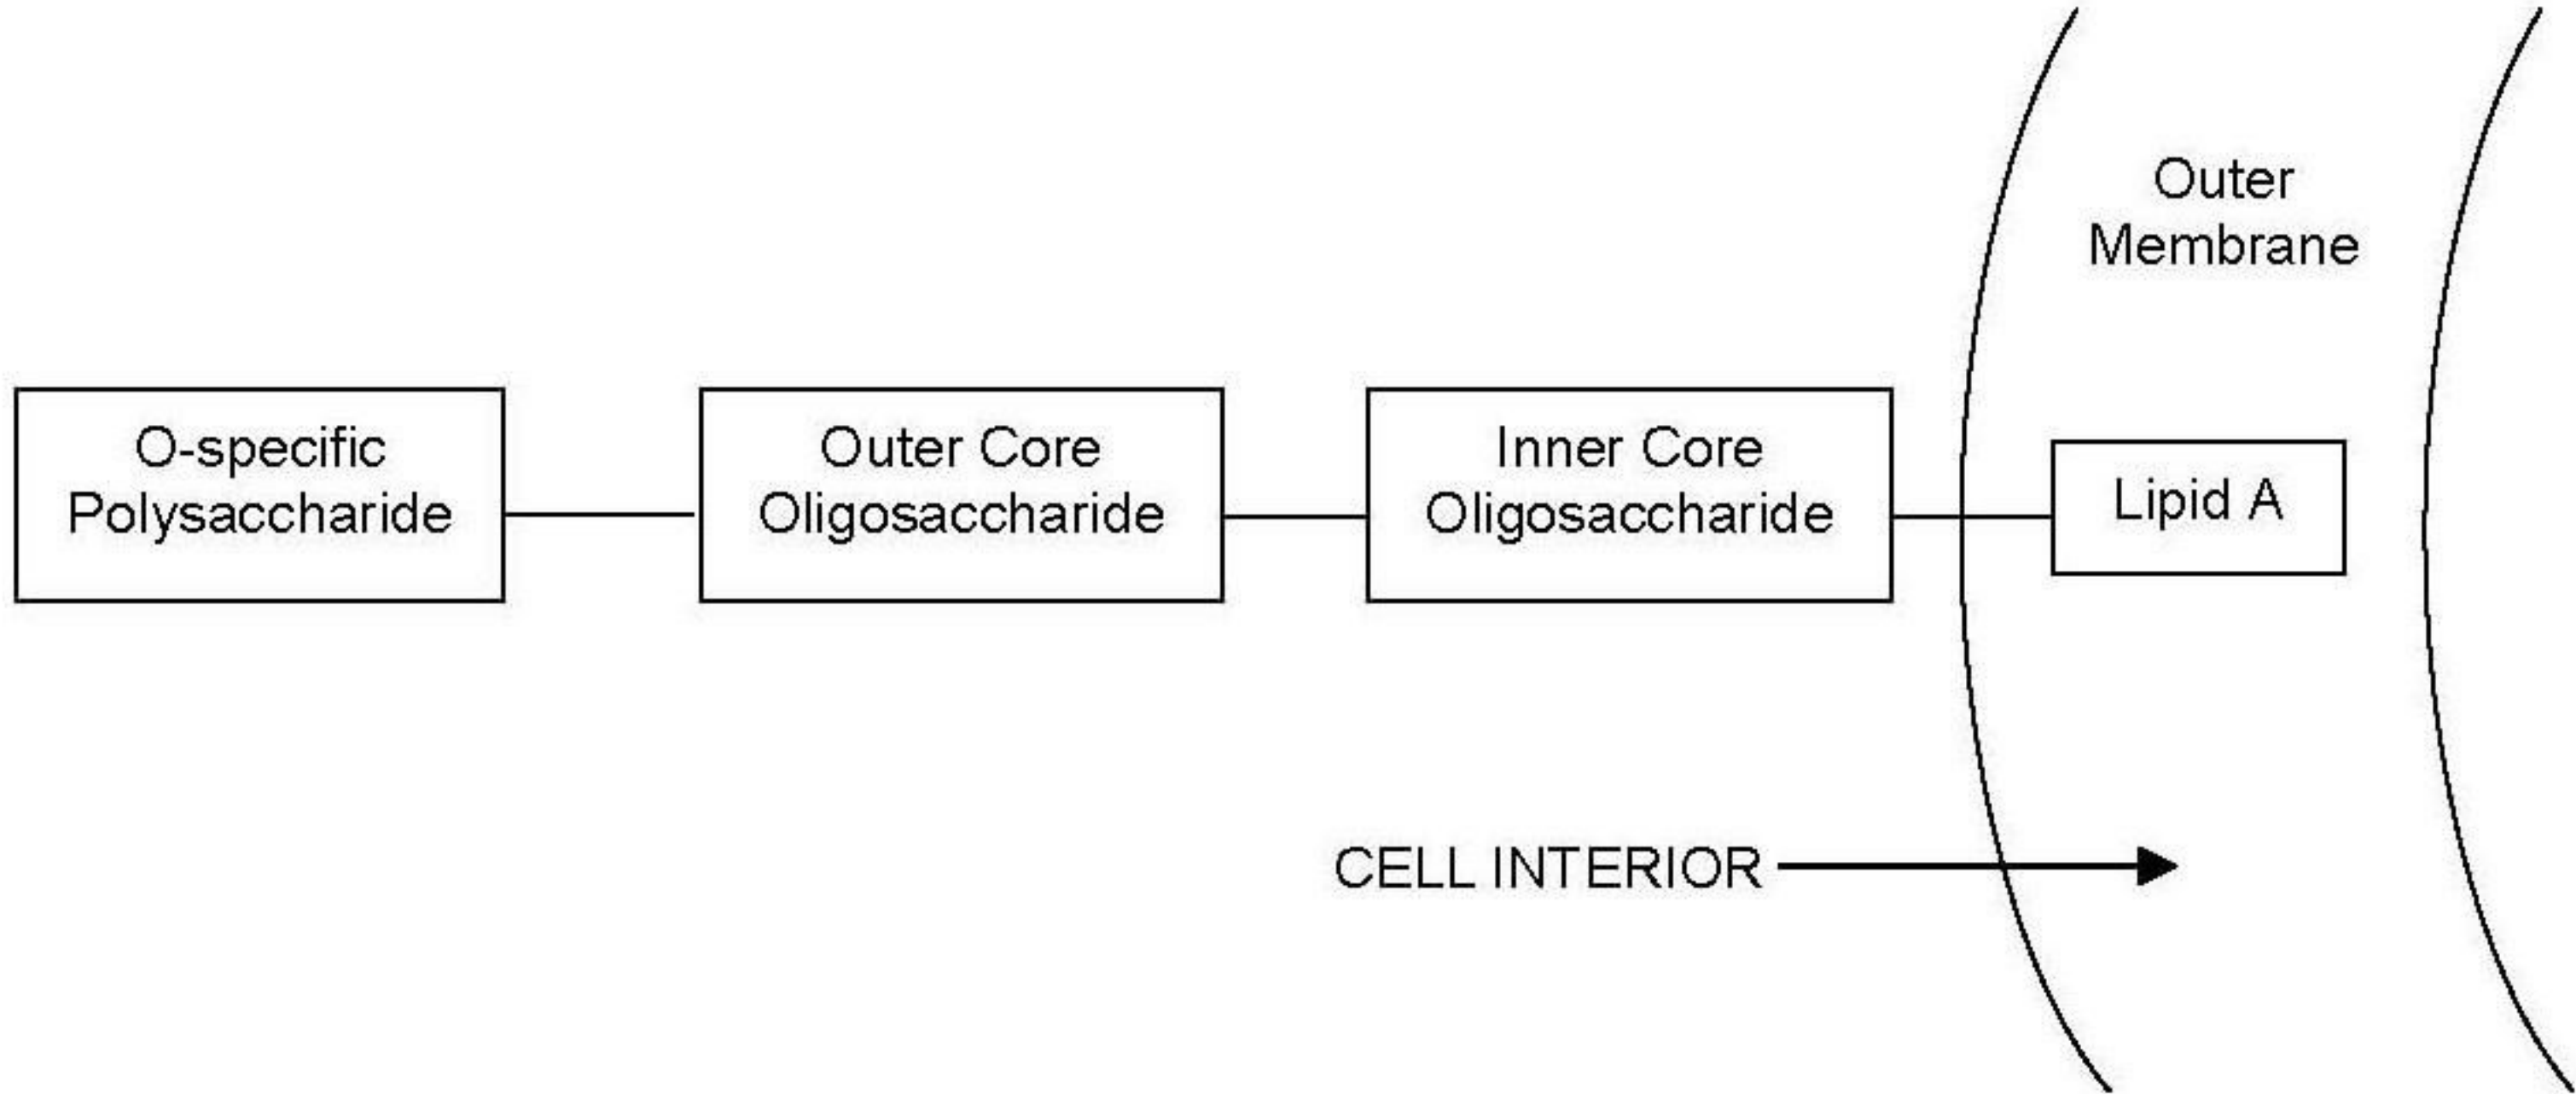 Outer
Membrane
O-specific
Polysaccharide
Outer Core
Oligosaccharide
Inner Core
Oligosaccharide
Lipid A
CELL INTERIOR